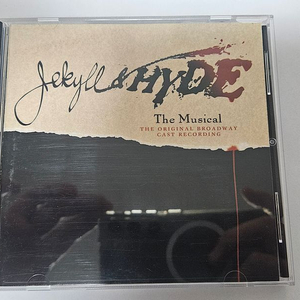 Jekyll & HYDE
The Musical
THE ORIGINAL BROADWAY
CAST RECORDING